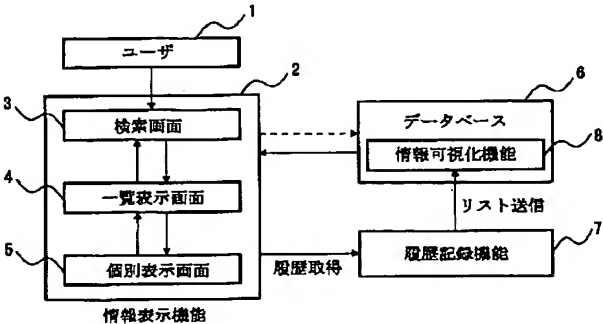 1
ユーザ
2
6
3
検索画面
データベース
8
情報可視化機能
4
一覧表示画面
リスト送信
7
5
個別表示画面
履歴取得
履歴記録機能
情報表示機能